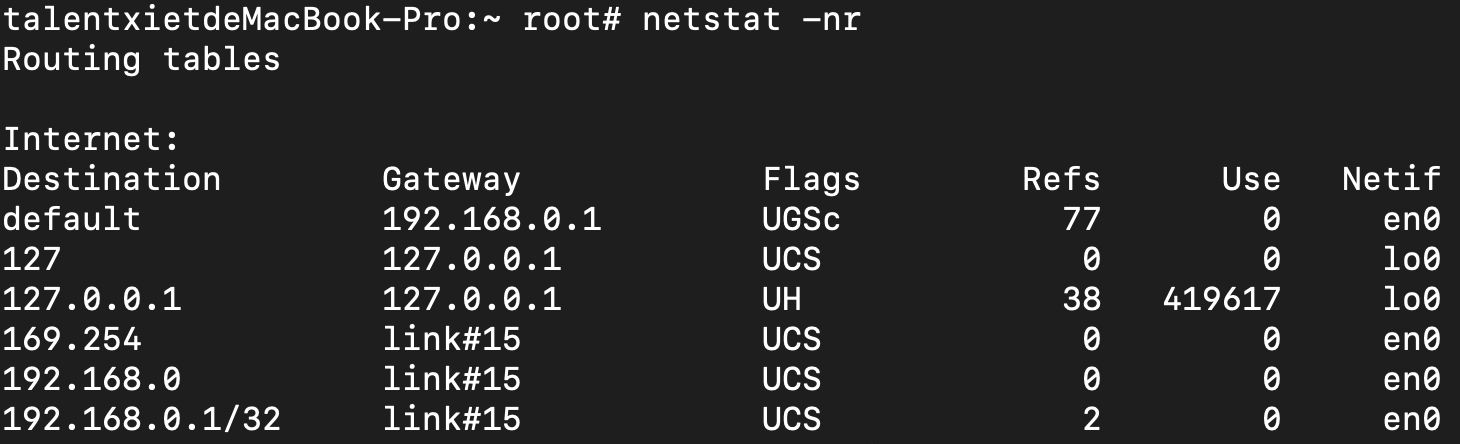 talentxietdeMacBook-Pro:~ root# netstat -nr
Routing tables
Internet:
Destination Gateway Flags Refs Use Netif
default 192.168.0.1 UGSc 77 0 en0
127 127.0.0.1 UCS 0 0 lo0
127.0.0.1 127.0.0.1 UH 38 419617 lo0
169.254 link#15 UCS 0 0 en0
192.168.0 link#15 UCS 0 0 en0
192.168.0.1/32 link#15 UCS 2 0 en0